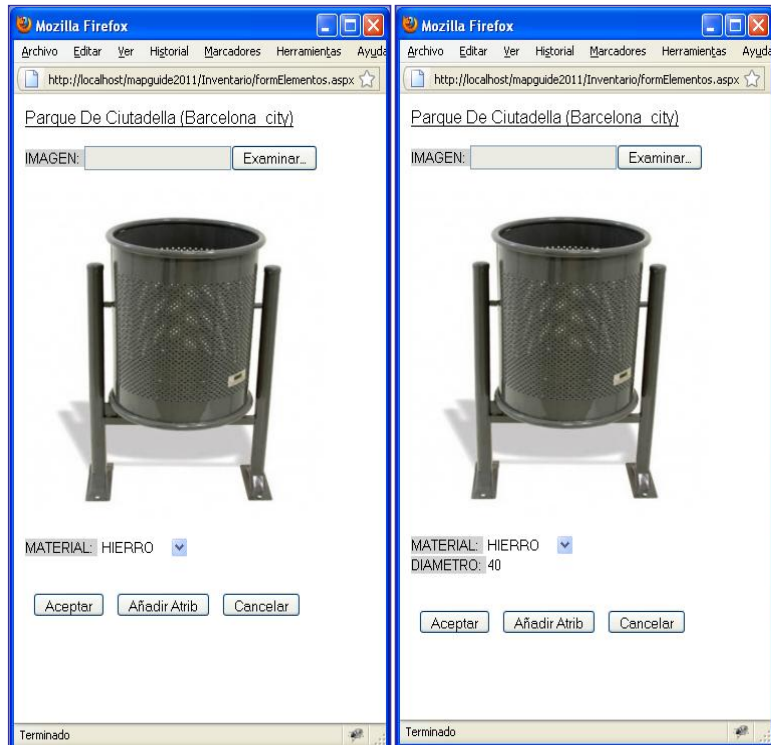 Mozilla Firefox
Archivo Editar Ver Historial Marcadores Herramientas Ayuda
http://localhost/mapguide2011/Inventario/formElementos.aspx
Parque De Ciutadella (Barcelona city)
IMAGEN: Examinar...
MATERIAL: HIERRO
Aceptar Añadir Atrib Cancelar
Terminado
Mozilla Firefox
Archivo Editar Ver Historial Marcadores Herramientas Ayuda
http://localhost/mapguide2011/Inventario/formElementos.aspx
Parque De Ciutadella (Barcelona city)
IMAGEN: Examinar...
MATERIAL: HIERRO
DIAMETRO: 40
Aceptar Añadir Atrib Cancelar
Terminado